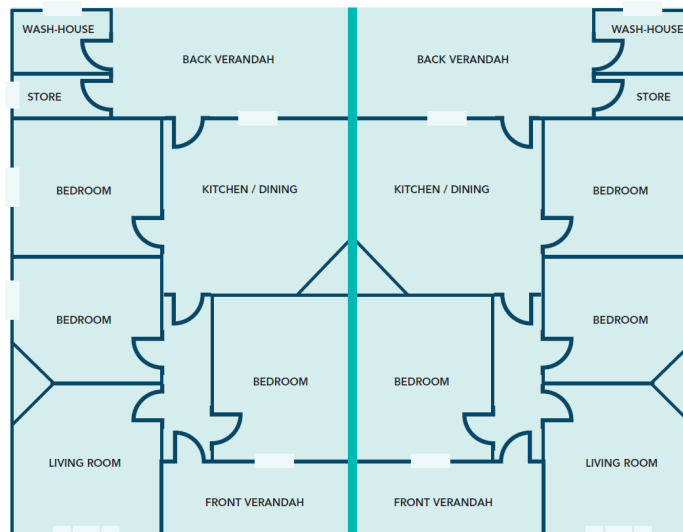 WASH-HOUSE
WASH-HOUSE
BACK VERANDAH
BACK VERANDAH
STORE
STORE
BEDROOM
KITCHEN / DINING
KITCHEN / DINING
BEDROOM
BEDROOM
BEDROOM
BEDROOM
BEDROOM
LIVING ROOM
LIVING ROOM
FRONT VERANDAH
FRONT VERANDAH